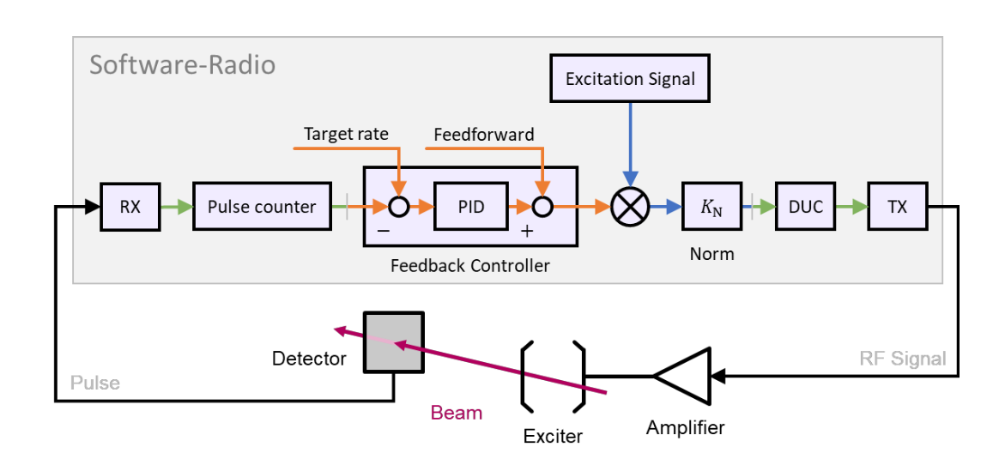 Software-Radio
Excitation Signal
Target rate
Feedforward
RX
Pulse counter
PID
K_N
DUC
TX
−
+
Norm
Feedback Controller
Detector
RF Signal
Pulse
Beam
Amplifier
Exciter